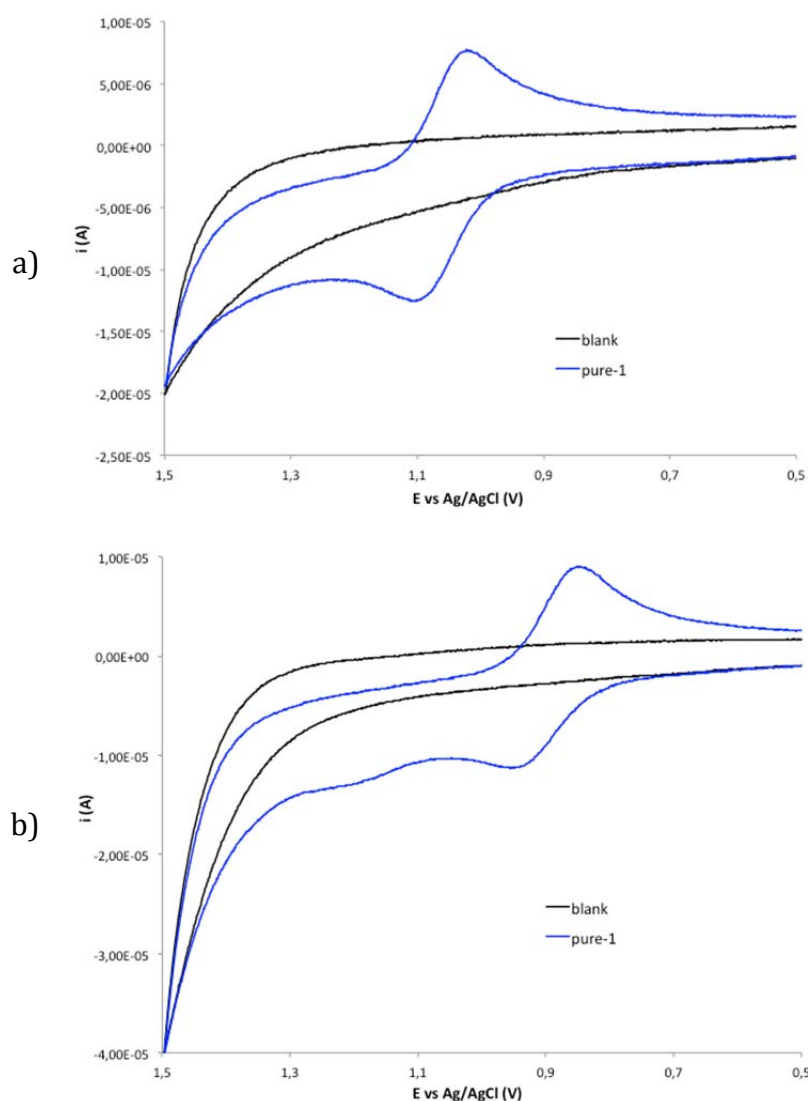 a)
1,00E-05
5,00E-06
0,00E+00
-5,00E-06
-1,00E-05
-1,50E-05
-2,00E-05
-2,50E-05
i (A)
blank
pure-1
1,5 1,3 1,1 0,9 0,7 0,5
E vs Ag/AgCl (V)
b)
1,00E-05
0,00E+00
-1,00E-05
-2,00E-05
-3,00E-05
-4,00E-05
i (A)
blank
pure-1
1,5 1,3 1,1 0,9 0,7 0,5
E vs Ag/AgCl (V)